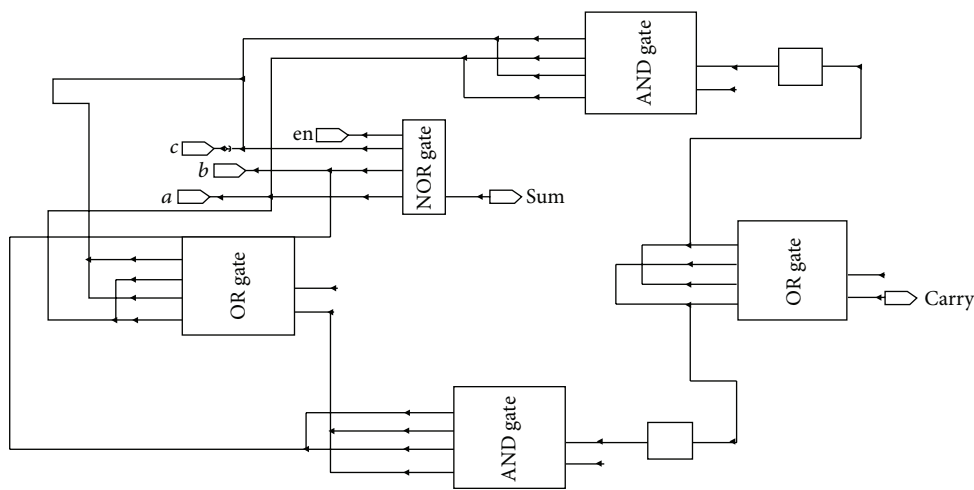 AND gate
en
c
NOR gate
b
a
Sum
OR gate
OR gate
Carry
AND gate